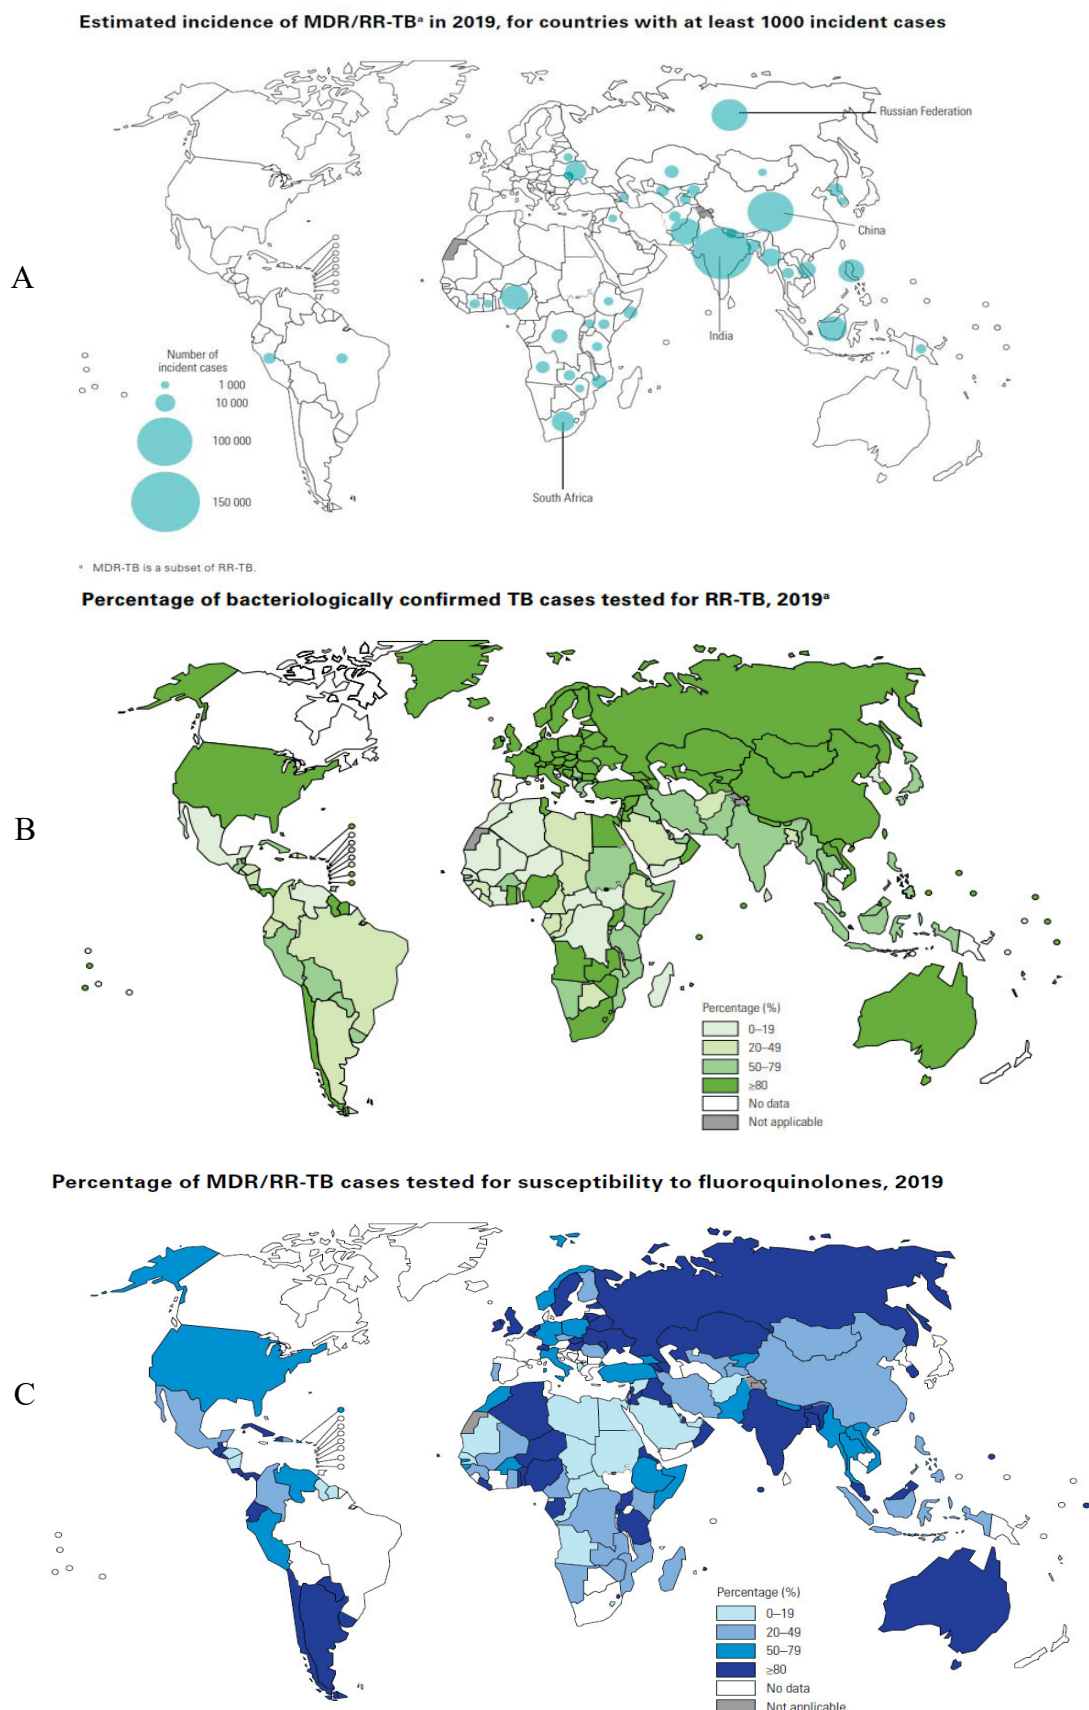 Estimated incidence of MDR/RR-TBᵃ in 2019, for countries with at least 1000 incident cases
Russian Federation
China
A
India
Number of
incident cases
1 000
10 000
100 000
150 000
South Africa
ᵃ MDR-TB is a subset of RR-TB.
Percentage of bacteriologically confirmed TB cases tested for RR-TB, 2019ᵃ
B
Percentage (%)
0–19
20–49
50–79
≥80
No data
Not applicable
Percentage of MDR/RR-TB cases tested for susceptibility to fluoroquinolones, 2019
C
Percentage (%)
0–19
20–49
50–79
≥80
No data
Not applicable